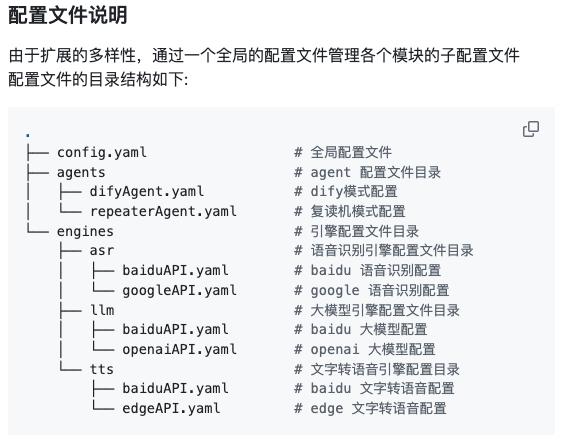 配置文件说明
由于扩展的多样性，通过一个全局的配置文件管理各个模块的子配置文件
配置文件的目录结构如下:
.
├── config.yaml                  # 全局配置文件
├── agents                       # agent 配置文件目录
│   ├── difyAgent.yaml           # dify模式配置
│   └── repeaterAgent.yaml       # 复读机模式配置
└── engines                      # 引擎配置文件目录
    ├── asr                      # 语音识别引擎配置文件目录
    │   ├── baiduAPI.yaml        # baidu 语音识别配置
    │   └── googleAPI.yaml       # google 语音识别配置
    ├── llm                      # 大模型引擎配置文件目录
    │   ├── baiduAPI.yaml        # baidu 大模型配置
    │   └── openaiAPI.yaml       # openai 大模型配置
    └── tts                      # 文字转语音引擎配置目录
        ├── baiduAPI.yaml        # baidu 文字转语音配置
        └── edgeAPI.yaml         # edge 文字转语音配置